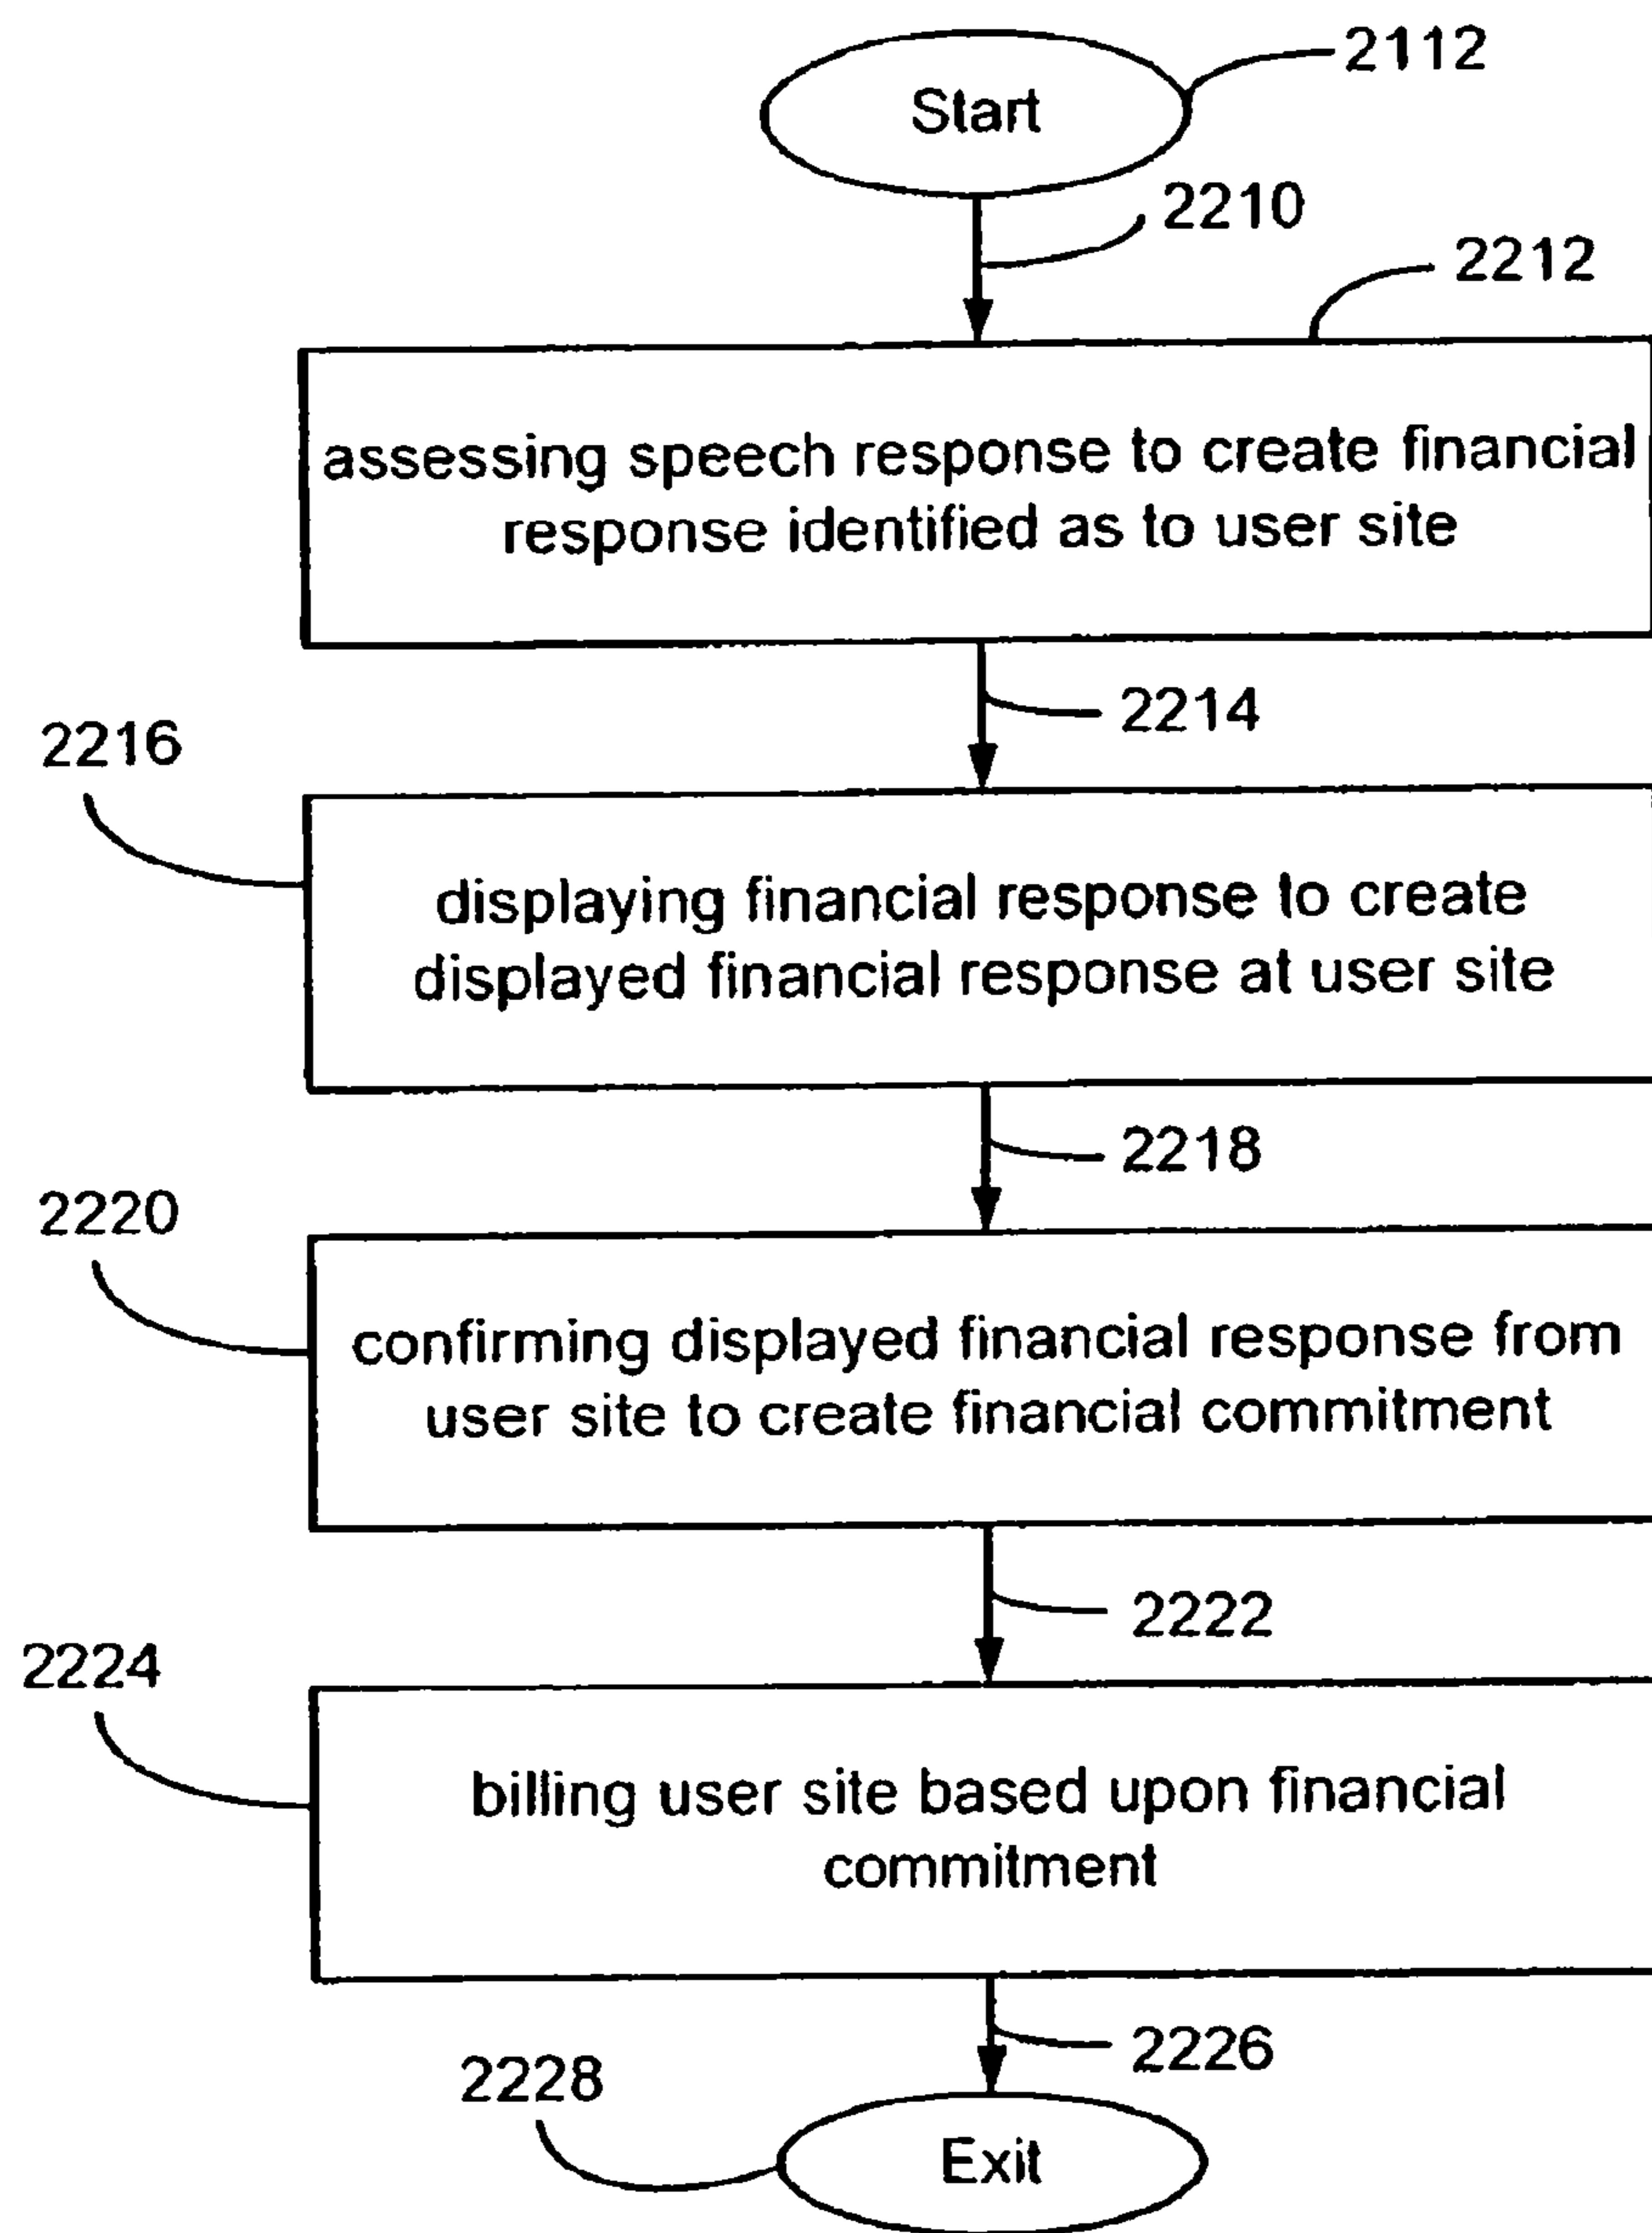 2112
Start
2210
2212
assessing speech response to create financial
response identified as to user site
2214
2216
displaying financial response to create
displayed financial response at user site
2218
2220
confirming displayed financial response from
user site to create financial commitment
2222
2224
billing user site based upon financial
commitment
2226
2228
Exit